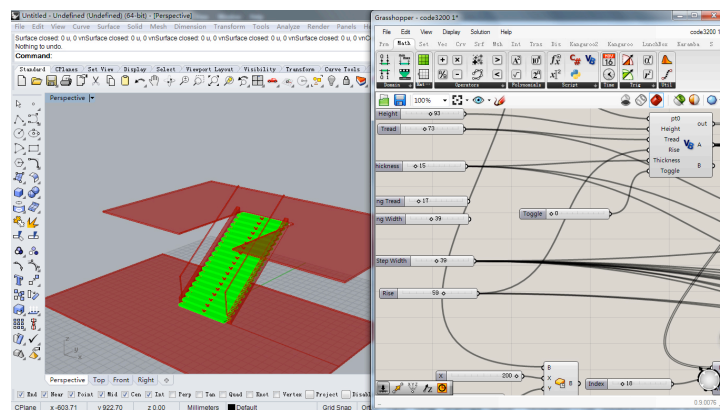 Untitled - Undefined (Undefined) (64-bit) - [Perspective]
File Edit View Curve Surface Solid Mesh Dimension Transform Tools Analyze Render Panels
Surface closed: 0 u, 0 vnSurface closed: 0 u, 0 vnSurface closed: 0 u, 0 vnSurface closed: 0 u, 0
Nothing to undo.
Command:
Standard CPlanes Set View Display Select Viewport Layout Visibility Transform Curve Tools
Perspective
Perspective Top Front Right
End Near Point Mid Cen Int Perp Tan Quad Knot Vertex Project Disabl
CPlane x -603.71 y 922.70 z 0.00 Millimeters Default Grid Snap
Grasshopper - code3200 1*
File Edit View Display Solution Help code3200 1*
Prm Math Set Vec Crv Srf Msh Int Trns Dis Kangaroo2 Kangaroo LunchBox Karamba
Domain Operators Polynomials Script Time Trig Util
100%
Height 93
Tread 73
hickness 15
ng Tread 17
ng Width 39
Step Width 39
Rise 59
Toggle 0
pt0
Height
Tread
Rise
Thickness
Toggle
VB
out
A
B
X 200
B
X
Y
R
Index 16
0.9.0076